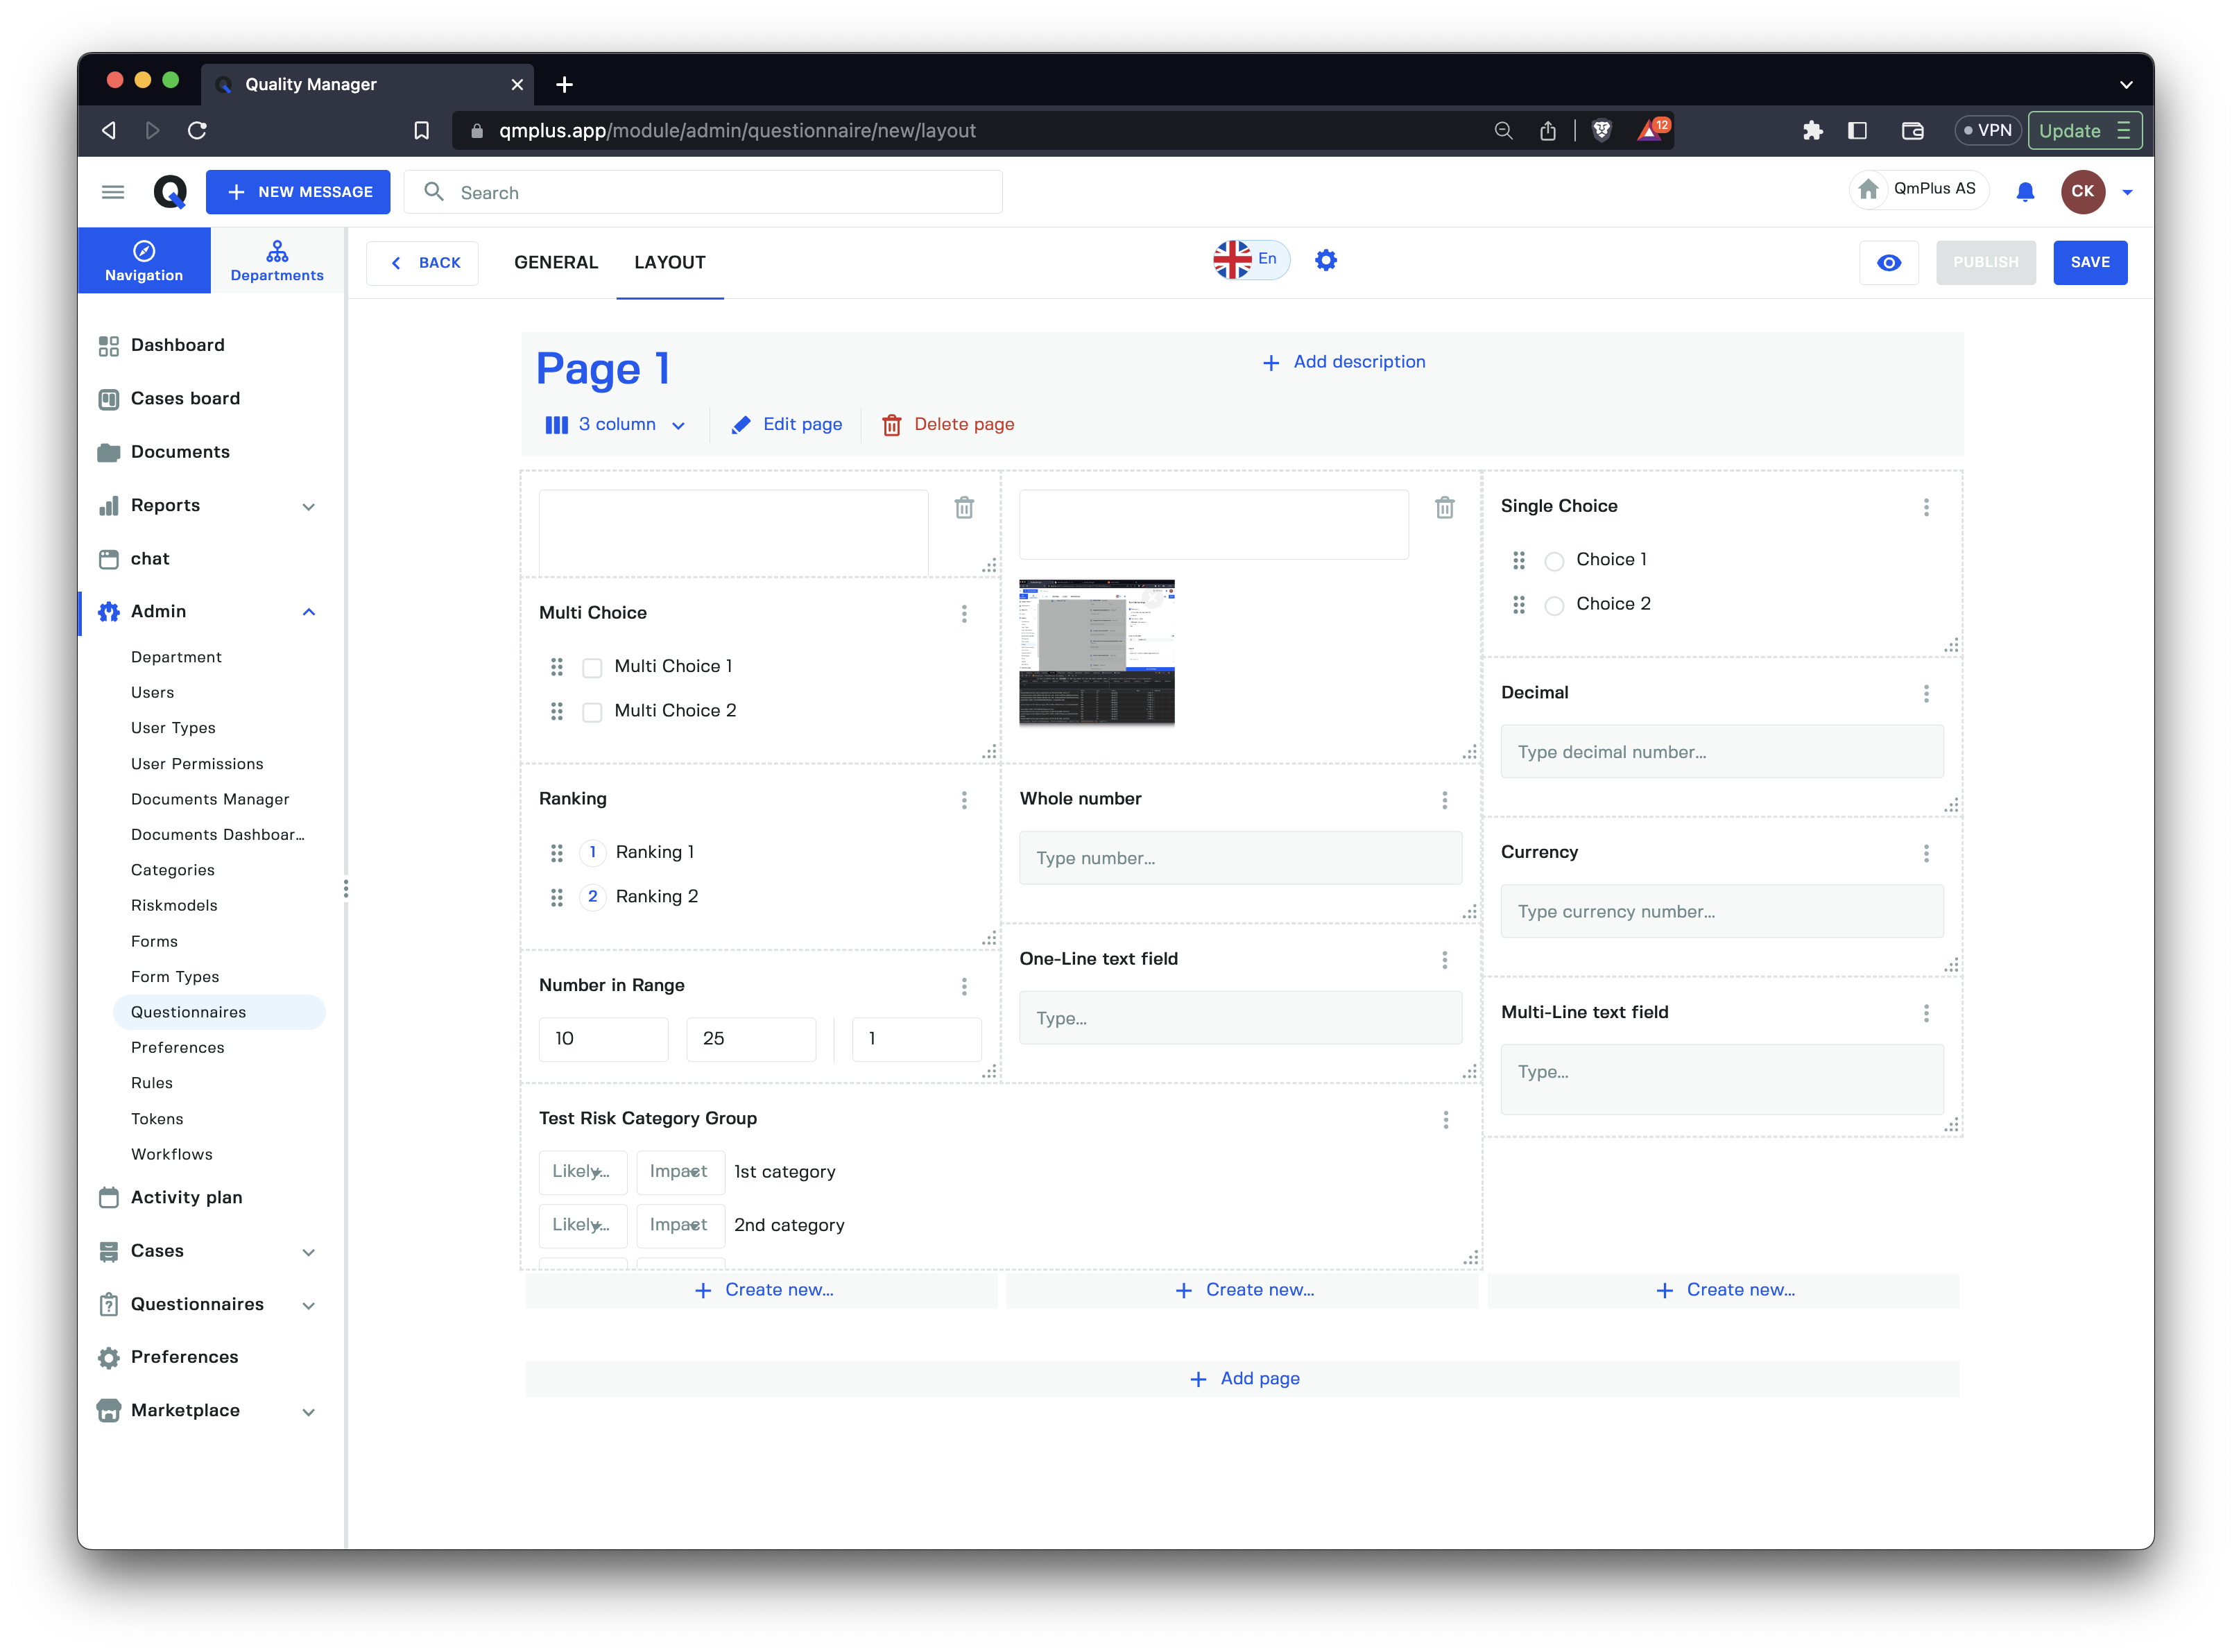 Quality Manager
qmplus.app/module/admin/questionnaire/new/layout
12
VPN
Update
NEW MESSAGE
Search
QmPlus AS
CK
Navigation
Departments
BACK
GENERAL
LAYOUT
En
PUBLISH
SAVE
Dashboard
Cases board
Documents
Reports
chat
Admin
Department
Users
User Types
User Permissions
Documents Manager
Documents Dashboar...
Categories
Riskmodels
Forms
Form Types
Questionnaires
Preferences
Rules
Tokens
Workflows
Activity plan
Cases
Questionnaires
Preferences
Marketplace
Page 1
Add description
3 column
Edit page
Delete page
Multi Choice
Multi Choice 1
Multi Choice 2
Ranking
1 Ranking 1
2 Ranking 2
Number in Range
10 25 1
Whole number
Type number...
One-Line text field
Type...
Single Choice
Choice 1
Choice 2
Decimal
Type decimal number...
Currency
Type currency number...
Multi-Line text field
Type...
Test Risk Category Group
Likely... Impact 1st category
Likely... Impact 2nd category
Create new...
Create new...
Create new...
Add page